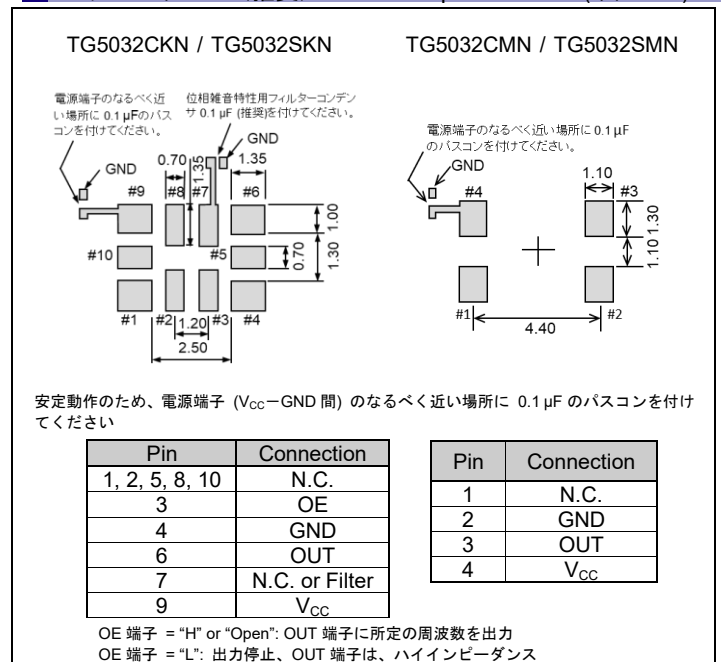 TG5032CKN / TG5032SKN
TG5032CMN / TG5032SMN
電源端子のなるべく近
い場所に 0.1 µFのパス
コンを付けてください。
位相雑音特性用フィルターコンデン
サ 0.1 µF (推奨)を付けてください。
GND
GND
0.70
1.35
1.35
#9
#8
#7
#6
1.00
#10
#5
0.70
1.30
#1
#2
1.20
#3
#4
2.50
電源端子のなるべく近い場所に 0.1 µF
のパスコンを付けてください。
GND
1.10
#4
#3
1.30
1.10
#1
#2
4.40
安定動作のため、電源端子 (VCC－GND 間) のなるべく近い場所に 0.1 µF のパスコンを付け
てください
Pin Connection
1, 2, 5, 8, 10 N.C.
3 OE
4 GND
6 OUT
7 N.C. or Filter
9 VCC
Pin Connection
1 N.C.
2 GND
3 OUT
4 VCC
OE 端子 = “H” or “Open”: OUT 端子に所定の周波数を出力
OE 端子 = “L”: 出力停止、OUT 端子は、ハイインピーダンス